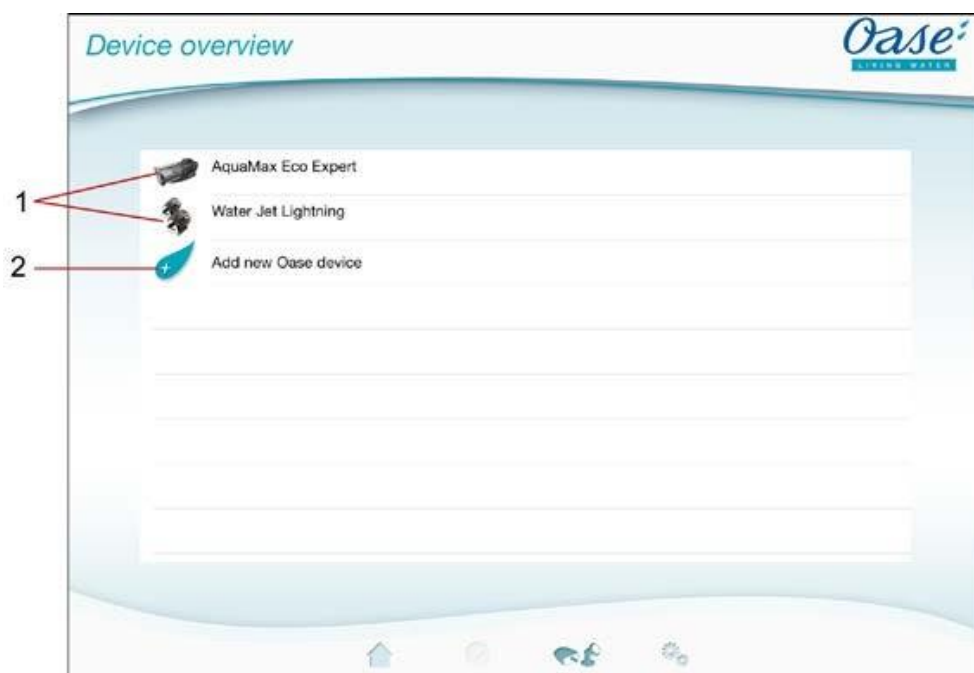 Device overview
Oase
LIVING WATER
AquaMax Eco Expert
1
Water Jet Lightning
2
Add new Oase device